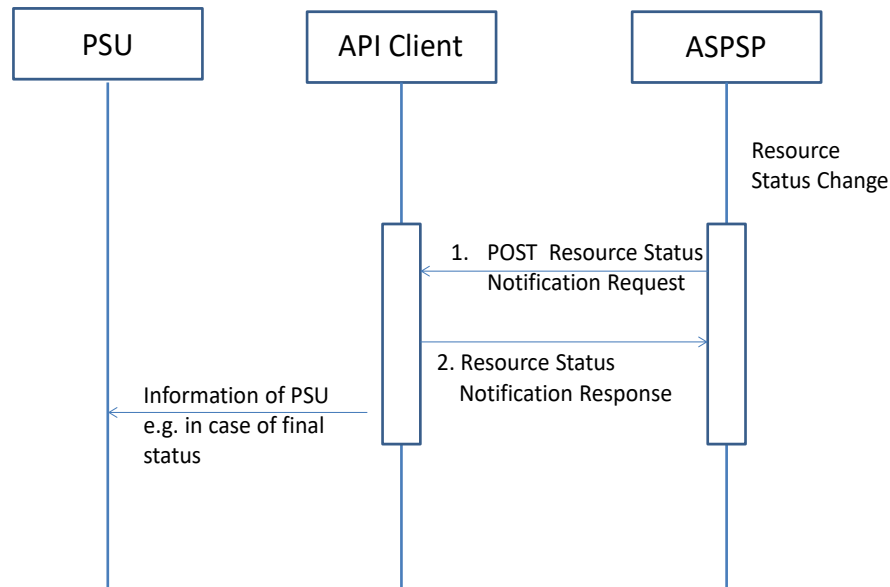 PSU
API Client
ASPSP
Resource
Status Change
1. POST Resource Status
Notification Request
2. Resource Status
Notification Response
Information of PSU
e.g. in case of final
status